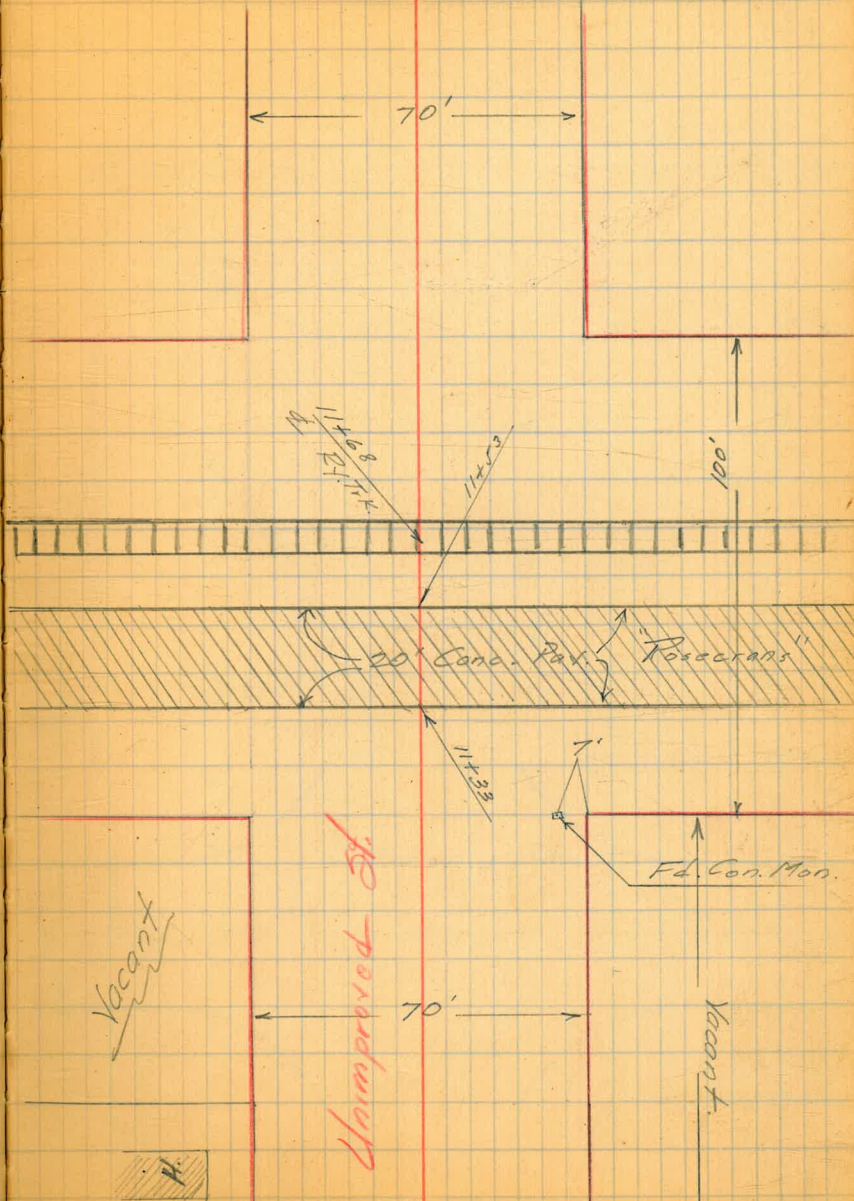 70'
100'
11+68
Rf. Trk.
11+53
20' Conc. Pav.
"Rosecrans"
11+33
7'
Fd. Con. Mon.
Unimproved St.
Vacant
70'
Vacant.
H.